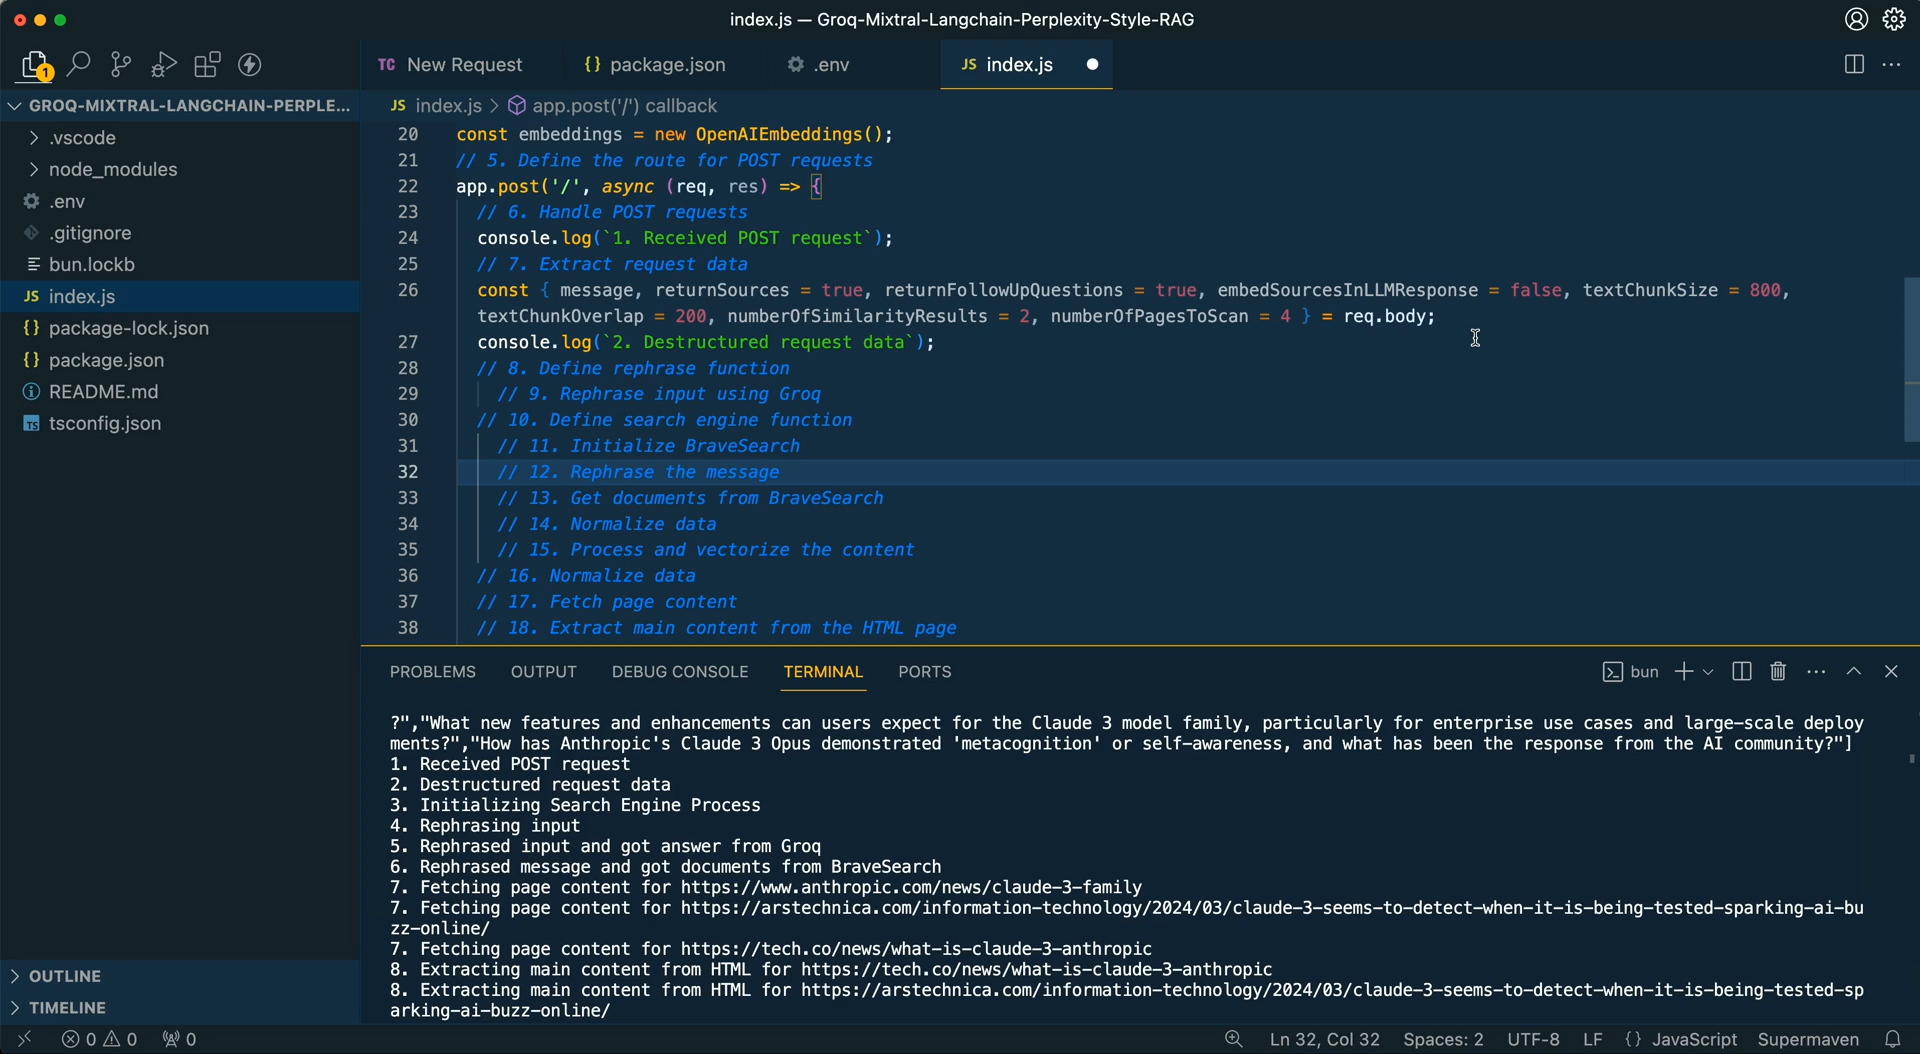 index.js — Groq-Mixtral-Langchain-Perplexity-Style-RAG
1
TC New Request
{} package.json
.env
JS index.js
GROQ-MIXTRAL-LANGCHAIN-PERPLE...
.vscode
node_modules
.env
.gitignore
bun.lockb
JS index.js
{} package-lock.json
{} package.json
README.md
TS tsconfig.json
OUTLINE
TIMELINE
JS index.js > app.post('/') callback
20 const embeddings = new OpenAIEmbeddings();
21 // 5. Define the route for POST requests
22 app.post('/', async (req, res) => {
23 // 6. Handle POST requests
24 console.log(`1. Received POST request`);
25 // 7. Extract request data
26 const { message, returnSources = true, returnFollowUpQuestions = true, embedSourcesInLLMResponse = false, textChunkSize = 800,
textChunkOverlap = 200, numberOfSimilarityResults = 2, numberOfPagesToScan = 4 } = req.body;
27 console.log(`2. Destructured request data`);
28 // 8. Define rephrase function
29 // 9. Rephrase input using Groq
30 // 10. Define search engine function
31 // 11. Initialize BraveSearch
32 // 12. Rephrase the message
33 // 13. Get documents from BraveSearch
34 // 14. Normalize data
35 // 15. Process and vectorize the content
36 // 16. Normalize data
37 // 17. Fetch page content
38 // 18. Extract main content from the HTML page
PROBLEMS OUTPUT DEBUG CONSOLE TERMINAL PORTS
bun
?","What new features and enhancements can users expect for the Claude 3 model family, particularly for enterprise use cases and large-scale deploy
ments?","How has Anthropic's Claude 3 Opus demonstrated 'metacognition' or self-awareness, and what has been the response from the AI community?"]
1. Received POST request
2. Destructured request data
3. Initializing Search Engine Process
4. Rephrasing input
5. Rephrased input and got answer from Groq
6. Rephrased message and got documents from BraveSearch
7. Fetching page content for https://www.anthropic.com/news/claude-3-family
7. Fetching page content for https://arstechnica.com/information-technology/2024/03/claude-3-seems-to-detect-when-it-is-being-tested-sparking-ai-bu
zz-online/
7. Fetching page content for https://tech.co/news/what-is-claude-3-anthropic
8. Extracting main content from HTML for https://tech.co/news/what-is-claude-3-anthropic
8. Extracting main content from HTML for https://arstechnica.com/information-technology/2024/03/claude-3-seems-to-detect-when-it-is-being-tested-sp
arking-ai-buzz-online/
0 0 0
Ln 32, Col 32 Spaces: 2 UTF-8 LF {} JavaScript Supermaven